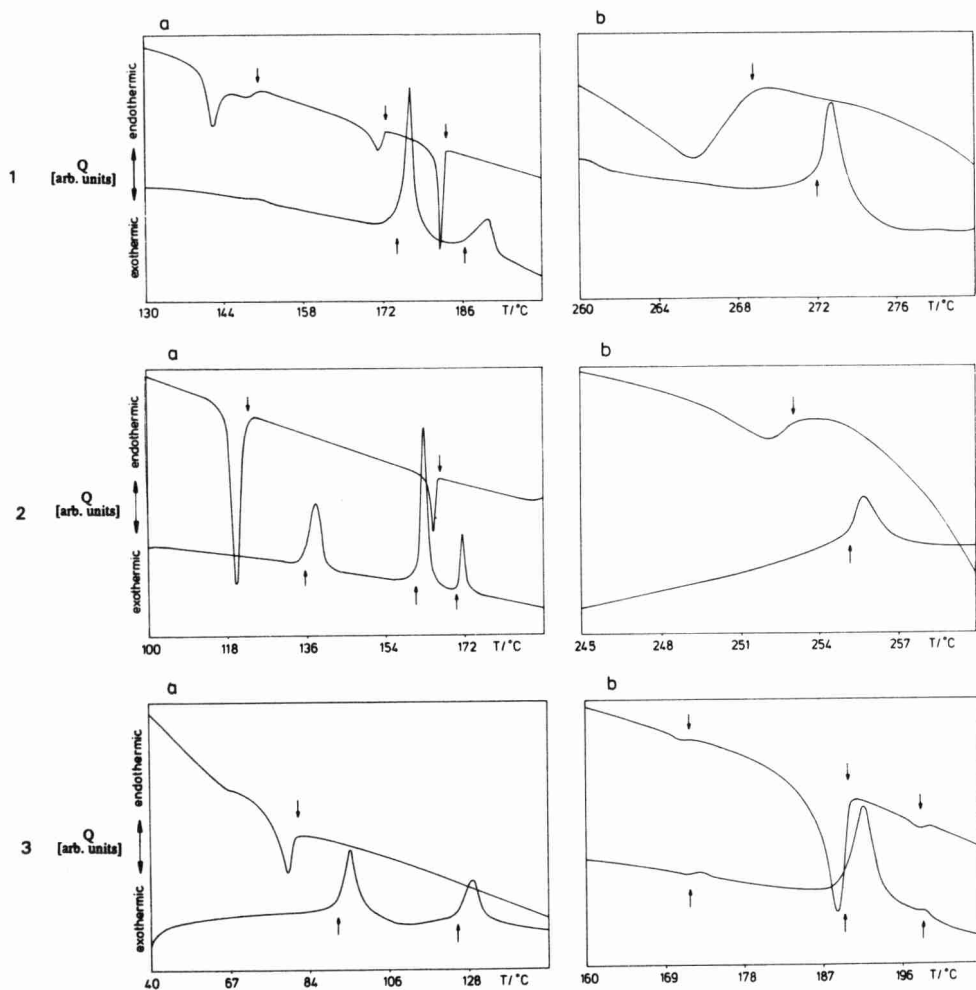 a
b
endothermic
1
Q
[arb. units]
exothermic
130 144 158 172 186 T/°C
260 264 268 272 276 T/°C
a
b
endothermic
2
Q
[arb. units]
exothermic
100 118 136 154 172 T/°C
245 248 251 254 257 T/°C
a
b
endothermic
3
Q
[arb. units]
exothermic
40 67 84 106 128 T/°C
160 169 178 187 196 T/°C